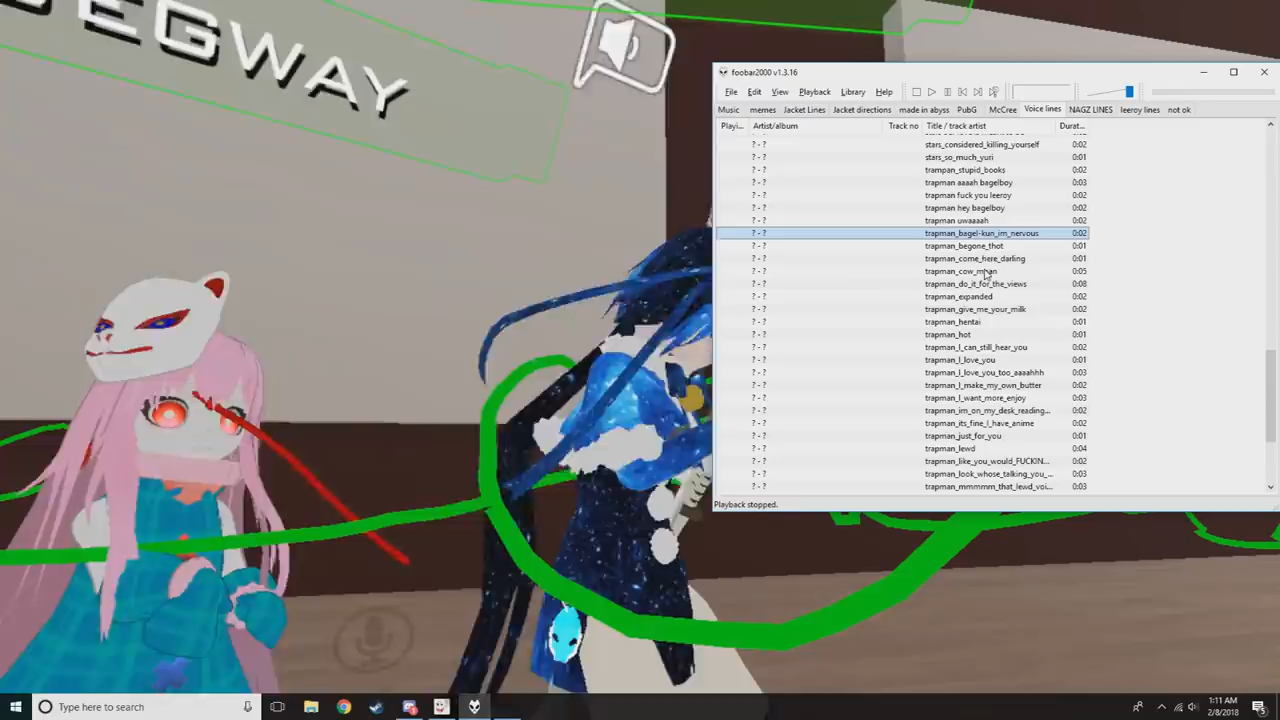 EGWAY
foobar2000 v1.3.16
File Edit View Playback Library Help
Music memes Jacket Lines Jacket directions made in abyss PubG McCree Voice lines NAGZ LINES leeroy lines not ok
Playi... Artist/album Track no Title / track artist Durat...
? - ? stars_considered_killing_yourself 0:02
? - ? stars_so_much_yuri 0:01
? - ? trampan_stupid_books 0:02
? - ? trapman aaaah bagelboy 0:03
? - ? trapman fuck you leeroy 0:02
? - ? trapman hey bagelboy 0:02
? - ? trapman uwaaaah 0:02
? - ? trapman_bagel-kun_im_nervous 0:02
? - ? trapman_begone_thot 0:01
? - ? trapman_come_here_darling 0:01
? - ? 0:05
? - ? trapman_do_it_for_the_views 0:08
? - ? trapman_expanded 0:02
? - ? trapman_give_me_your_milk 0:02
? - ? trapman_hentai 0:01
? - ? trapman_hot 0:01
? - ? trapman_I_can_still_hear_you 0:02
? - ? trapman_I_love_you 0:01
? - ? trapman_I_love_you_too_aaaahhh 0:03
? - ? trapman_I_make_my_own_butter 0:02
? - ? trapman_I_want_more_enjoy 0:03
? - ? trapman_im_on_my_desk_reading... 0:02
? - ? trapman_its_fine_I_have_anime 0:02
? - ? trapman_just_for_you 0:01
? - ? trapman_lewd 0:04
? - ? trapman_like_you_would_FUCKIN... 0:02
? - ? trapman_look_whose_talking_you_... 0:03
? - ? trapman_mmmmm_that_lewd_voi... 0:03
Playback stopped.
Type here to search
1:11 AM
2/8/2018